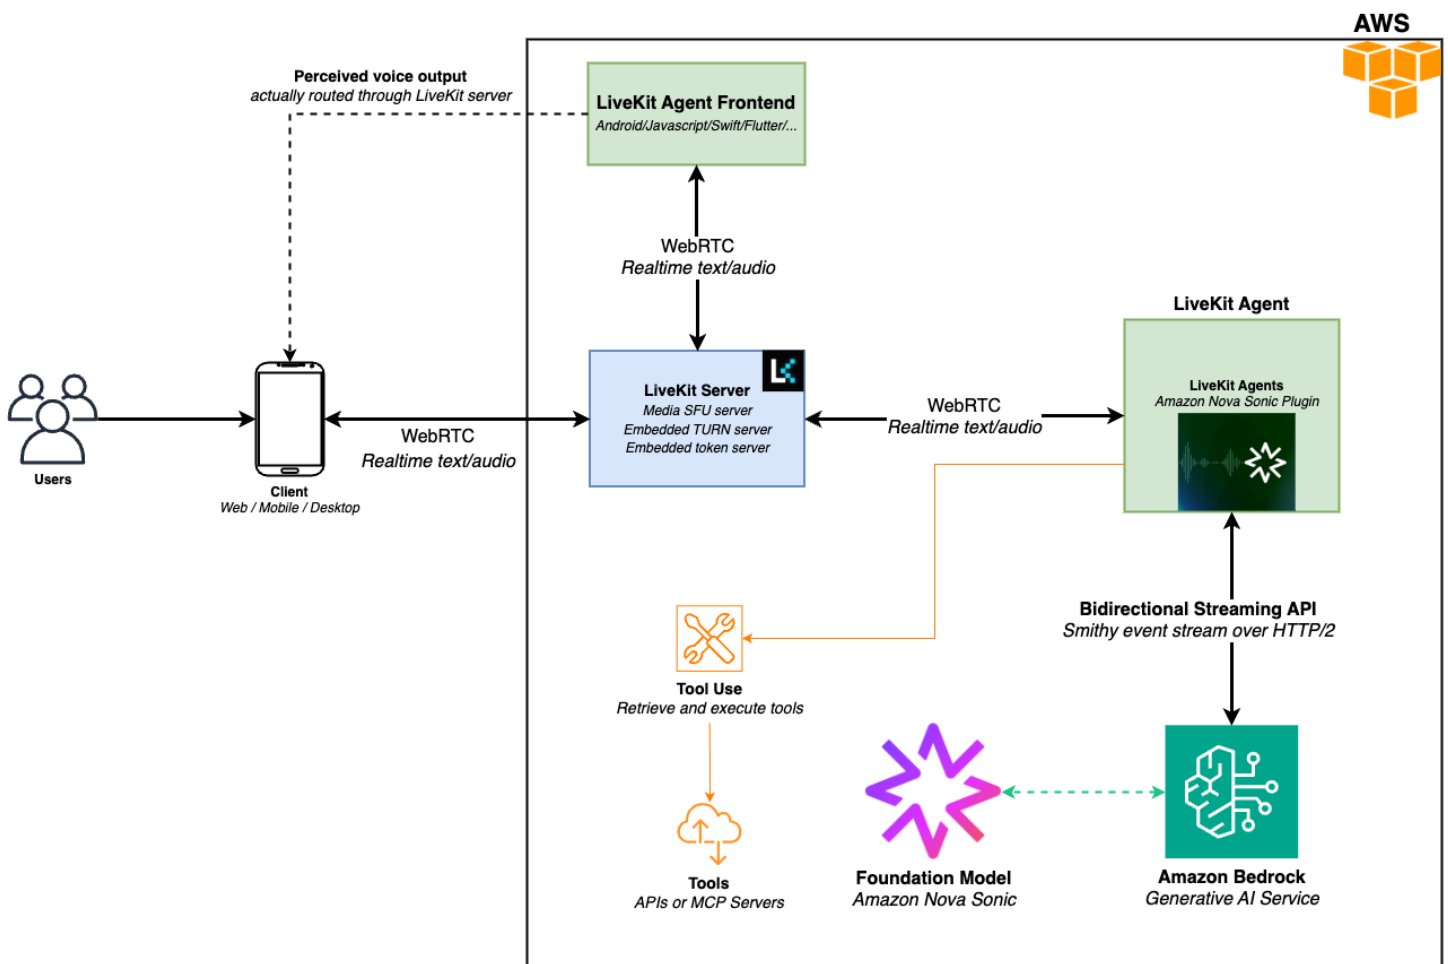 AWS
Perceived voice output
actually routed through LiveKit server
LiveKit Agent Frontend
Android/Javascript/Swift/Flutter/...
WebRTC
Realtime text/audio
LiveKit Agent
LiveKit Server
Media SFU server
Embedded TURN server
Embedded token server
LK
LiveKit Agents
Amazon Nova Sonic Plugin
WebRTC
Realtime text/audio
WebRTC
Realtime text/audio
Users
Client
Web / Mobile / Desktop
Bidirectional Streaming API
Smithy event stream over HTTP/2
Tool Use
Retrieve and execute tools
Tools
APIs or MCP Servers
Foundation Model
Amazon Nova Sonic
Amazon Bedrock
Generative AI Service